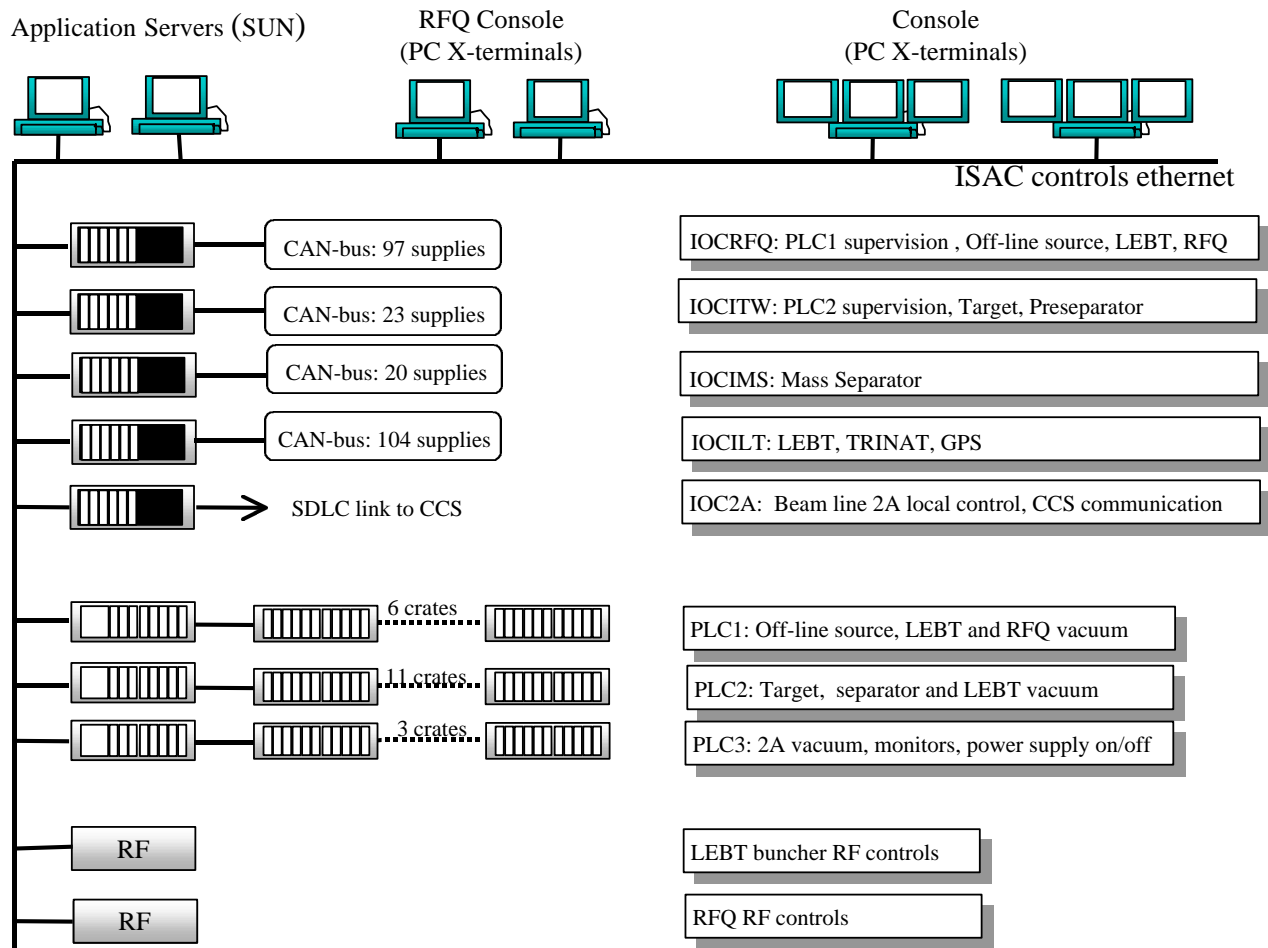 Application Servers (SUN)
RFQ Console
(PC X-terminals)
Console
(PC X-terminals)
ISAC controls ethernet
CAN-bus: 97 supplies
IOCRFQ: PLC1 supervision , Off-line source, LEBT, RFQ
CAN-bus: 23 supplies
IOCITW: PLC2 supervision, Target, Preseparator
CAN-bus: 20 supplies
IOCIMS: Mass Separator
CAN-bus: 104 supplies
IOCILT: LEBT, TRINAT, GPS
SDLC link to CCS
IOC2A: Beam line 2A local control, CCS communication
6 crates
PLC1: Off-line source, LEBT and RFQ vacuum
11 crates
PLC2: Target, separator and LEBT vacuum
3 crates
PLC3: 2A vacuum, monitors, power supply on/off
RF
LEBT buncher RF controls
RF
RFQ RF controls